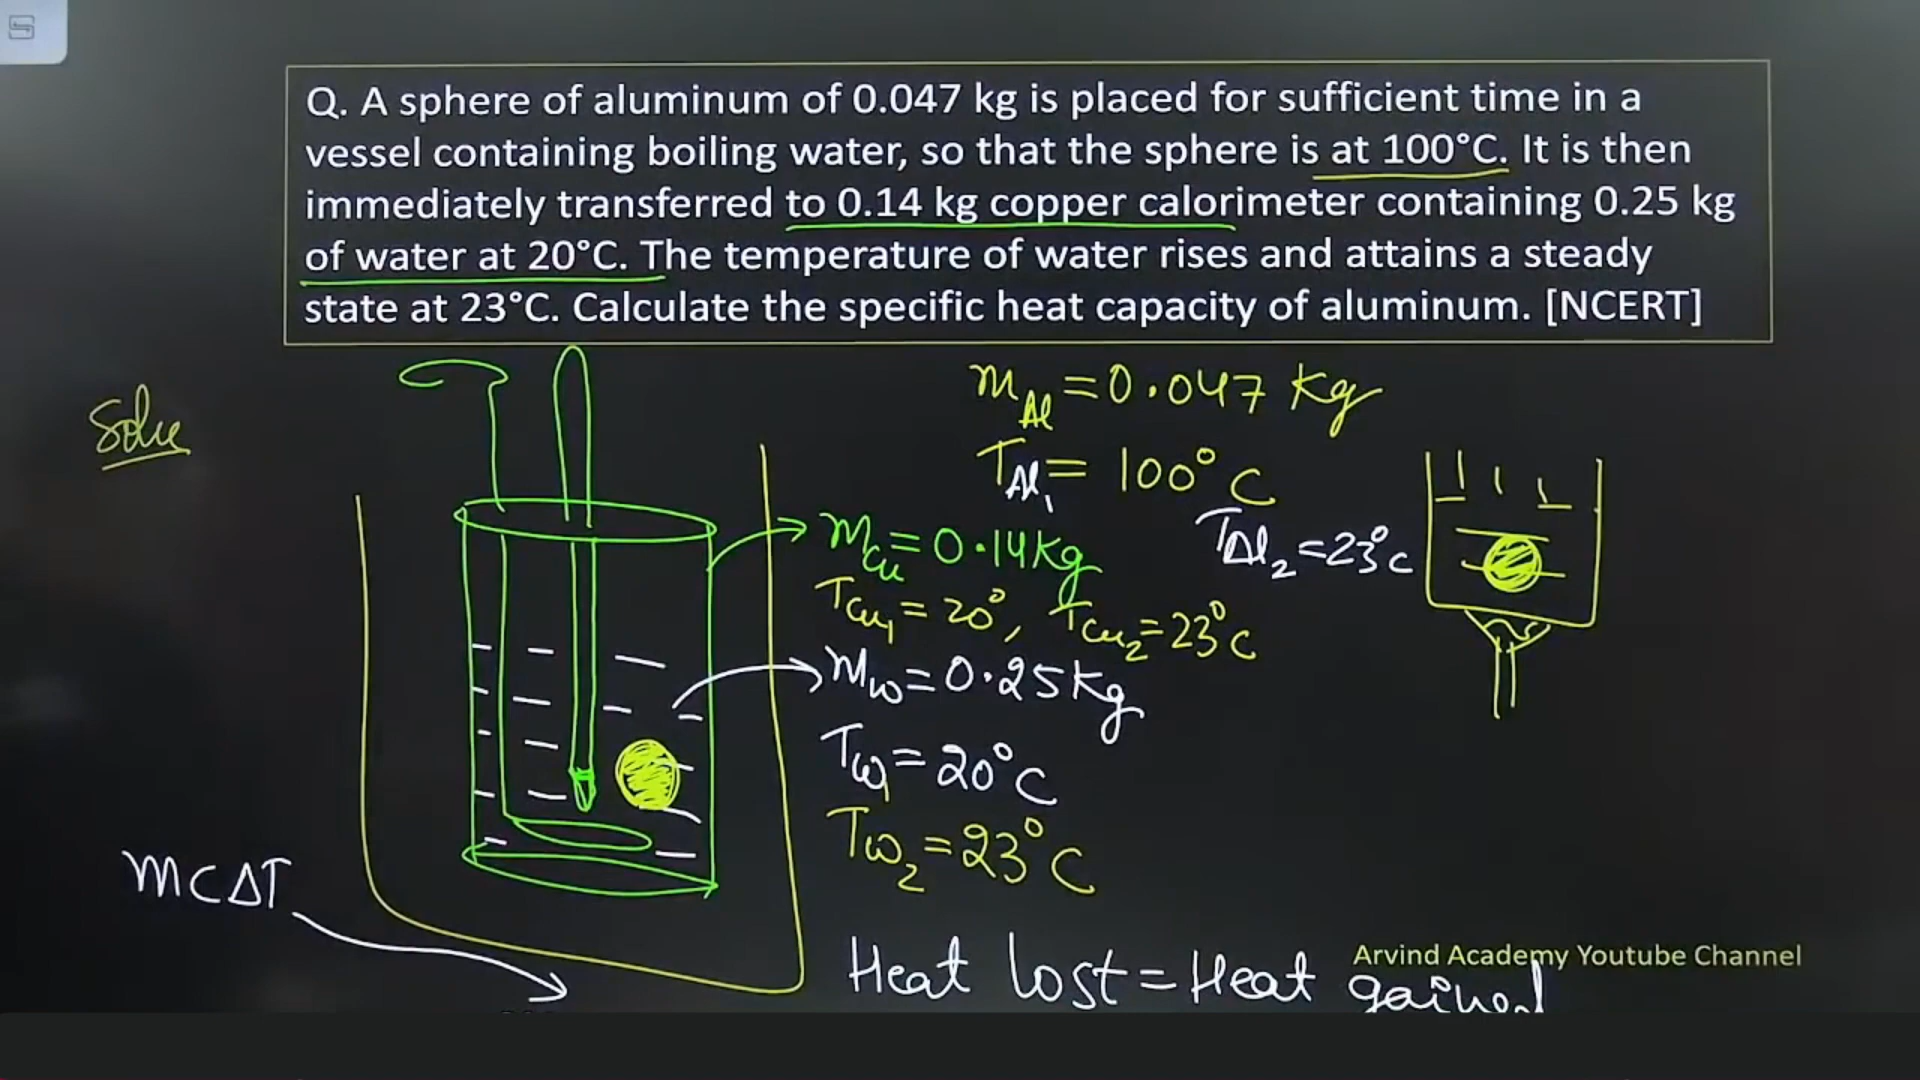 Q. A sphere of aluminum of 0.047 kg is placed for sufficient time in a
vessel containing boiling water, so that the sphere is at 100°C. It is then
immediately transferred to 0.14 kg copper calorimeter containing 0.25 kg
of water at 20°C. The temperature of water rises and attains a steady
state at 23°C. Calculate the specific heat capacity of aluminum. [NCERT]
m_Al = 0.047 Kg
Solu
T_Al₁ = 100°C
m_Cu = 0.14 Kg
T_Al₂ = 23°C
T_Cu₁ = 20°, T_Cu₂ = 23°C
m_w = 0.25 Kg
T_w₁ = 20°C
T_w₂ = 23°C
mCΔT
Arvind Academy Youtube Channel
Heat lost = Heat gained